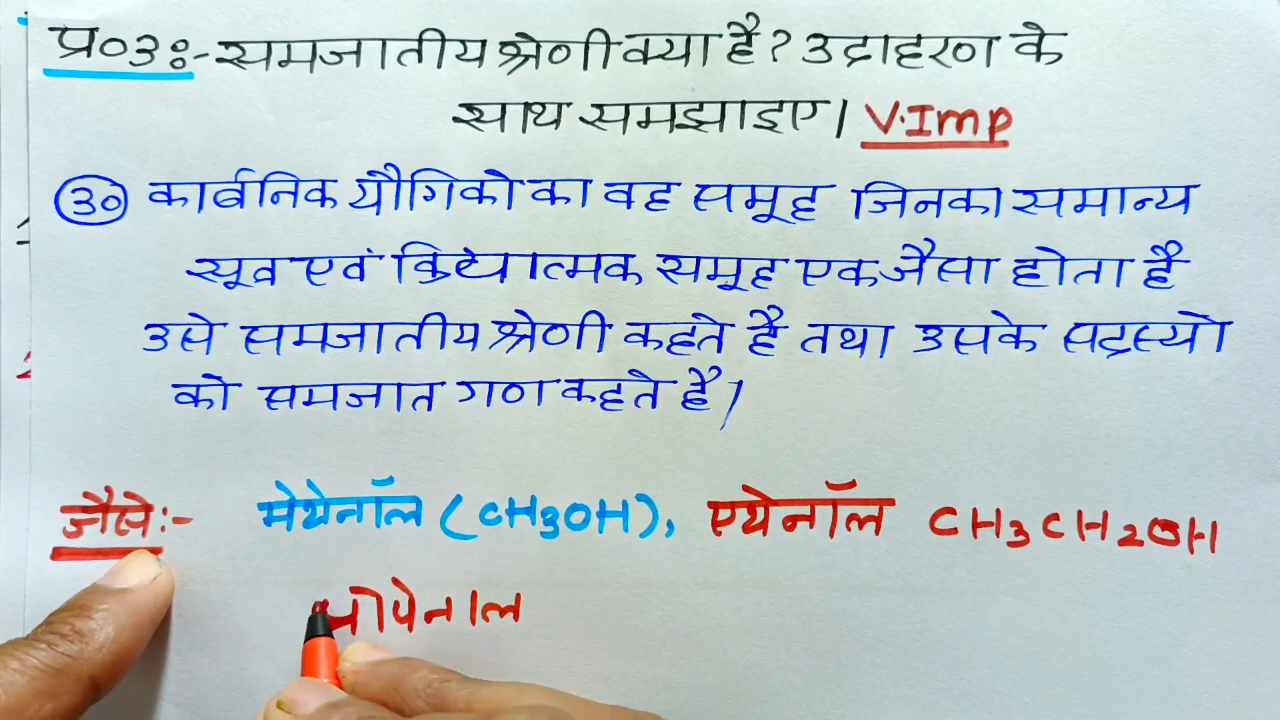 प्र०3ः- समजातीय श्रेणी क्या है? उदाहरण के
साथ समझाइए। V.Imp
उ० कार्बनिक यौगिको का वह समूह जिनका समान्य
सूत्र एवं क्रियात्मक समूह एक जैसा होता है
उसे समजातीय श्रेणी कहते है तथा उसके सदस्यो
को समजात गण कहते है।
जैसे:- मेथेनॉल (CH3OH), एथेनॉल CH3CH2OH
प्रोपेनाल